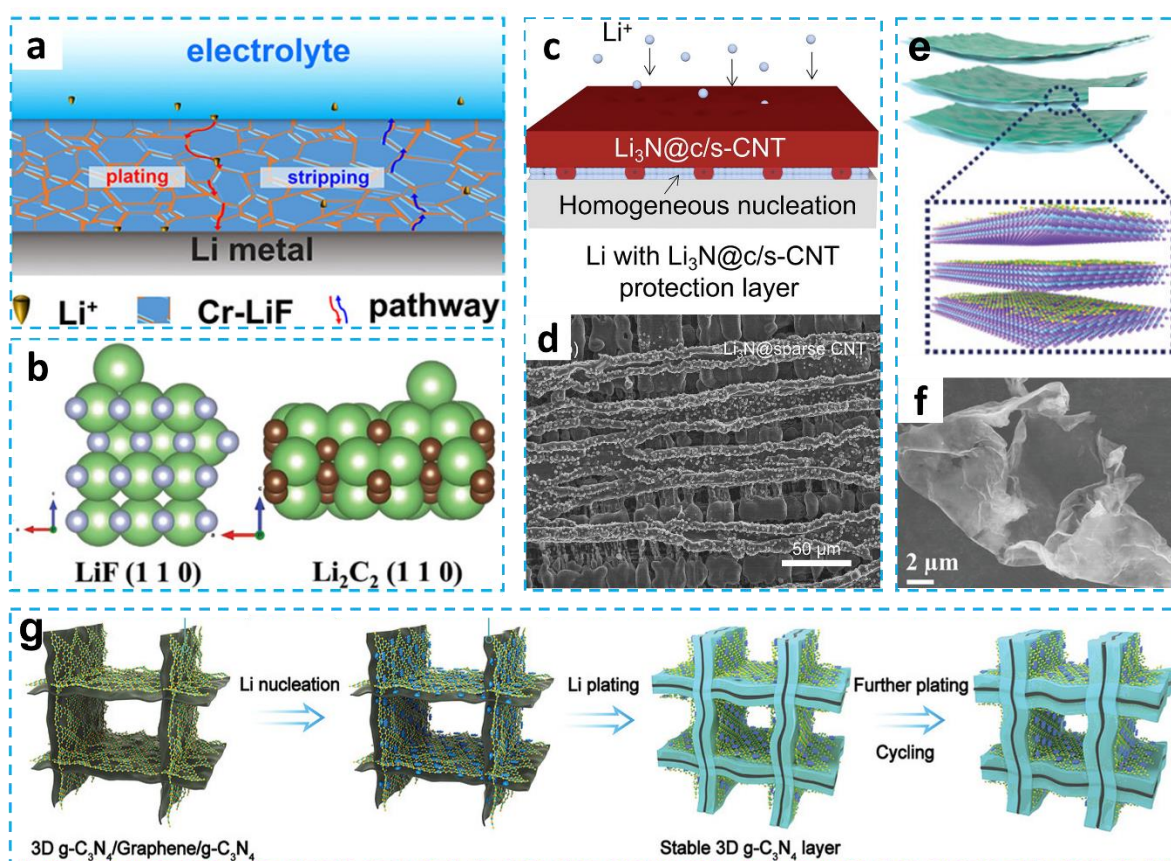 a
electrolyte
plating
stripping
Li metal
Li⁺
Cr-LiF
pathway
b
LiF (1 1 0)
Li₂C₂ (1 1 0)
c
Li⁺
Li₃N@c/s-CNT
Homogeneous nucleation
Li with Li₃N@c/s-CNT
protection layer
d
Li₃N@sparse CNT
50 μm
e
f
2 μm
g
Li nucleation
Li plating
Further plating
Cycling
3D g-C₃N₄/Graphene/g-C₃N₄
Stable 3D g-C₃N₄ layer